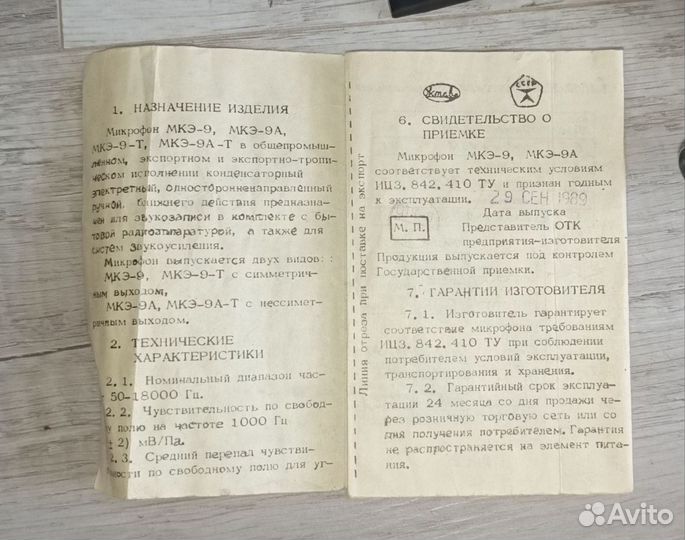 1. НАЗНАЧЕНИЕ ИЗДЕЛИЯ
Микрофон МКЭ-9, МКЭ-9А,
МКЭ-9-Т, МКЭ-9А-Т в общепромыш-
ленном, экспортном и экспортно-тропи-
ческом исполнении конденсаторный
электретный, односторонненаправленный
ручной, ближнего действия предназна-
чен для звукозаписи в комплекте с бы-
товой радиоаппаратурой, а также для
систем звукоусиления.
Микрофон выпускается двух видов: :
МКЭ-9, МКЭ-9-Т с симметрич-
ным выходом,
МКЭ-9А, МКЭ-9А-Т с несиммет-
ричным выходом.
2. ТЕХНИЧЕСКИЕ
ХАРАКТЕРИСТИКИ
2. 1. Номинальный диапазон час-
50-18000 Гц.
2. 2. Чувствительность по свобод-
у полю на частоте 1000 Гц
± 2) мВ/Па.
2. 3. Средний перепад чувстви-
ности по свободному полю для уг-
Линия отреза при поставке на экспорт
Октава
СССР
6. СВИДЕТЕЛЬСТВО О
ПРИЕМКЕ
Микрофон МКЭ-9, МКЭ-9А
соответствует техническим условиям
ИЦЗ. 842. 410 ТУ и признан годным
к эксплуатации. 29 СЕН 1989
Дата выпуска
М. П. Представитель ОТК
предприятия-изготовителя
Продукция выпускается под контролем
Государственной приемки.
7. ГАРАНТИИ ИЗГОТОВИТЕЛЯ
7. 1. Изготовитель гарантирует
соответствие микрофона требованиям
ИЦЗ. 842. 410 ТУ при соблюдении
потребителем условий эксплуатации,
транспортирования и хранения.
7. 2. Гарантийный срок эксплуа-
тации 24 месяца со дня продажи че-
рез розничную торговую сеть или со
дня получения потребителем. Гарантия
не распространяется на элемент пита-
ния.
Avito